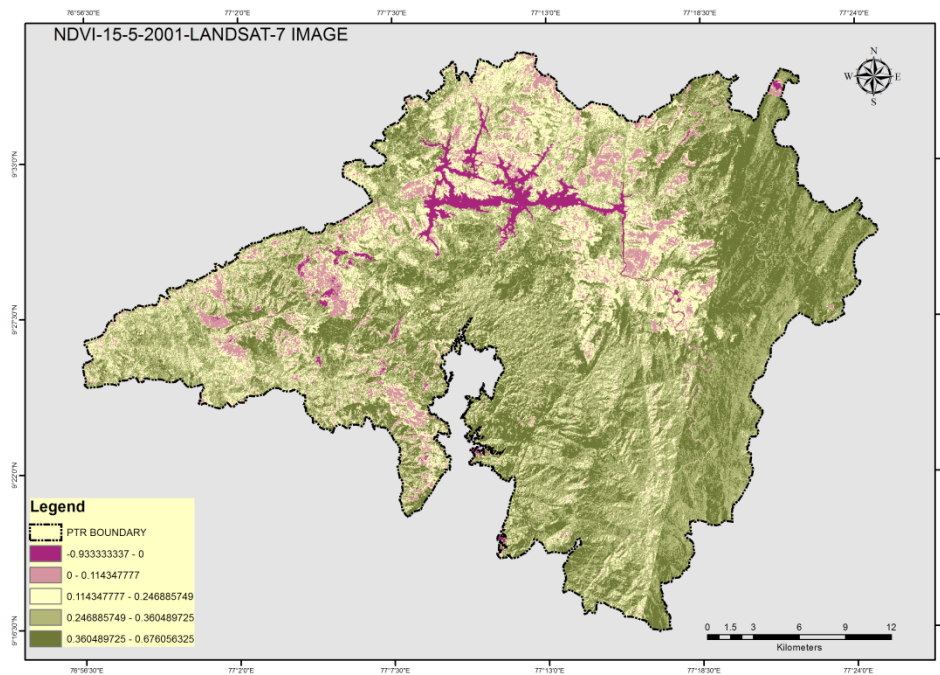 76°56'30"E 77°2'0"E 77°7'30"E 77°13'0"E 77°18'30"E 77°24'0"E
NDVI-15-5-2001-LANDSAT-7 IMAGE
N
W E
S
9°33'0"N
9°27'30"N
9°22'0"N
9°16'30"N
Legend
PTR BOUNDARY
-0.933333337 - 0
0 - 0.114347777
0.114347777 - 0.246885749
0.246885749 - 0.360489725
0.360489725 - 0.676056325
0 1.5 3 6 9 12
Kilometers
76°56'30"E 77°2'0"E 77°7'30"E 77°13'0"E 77°18'30"E 77°24'0"E